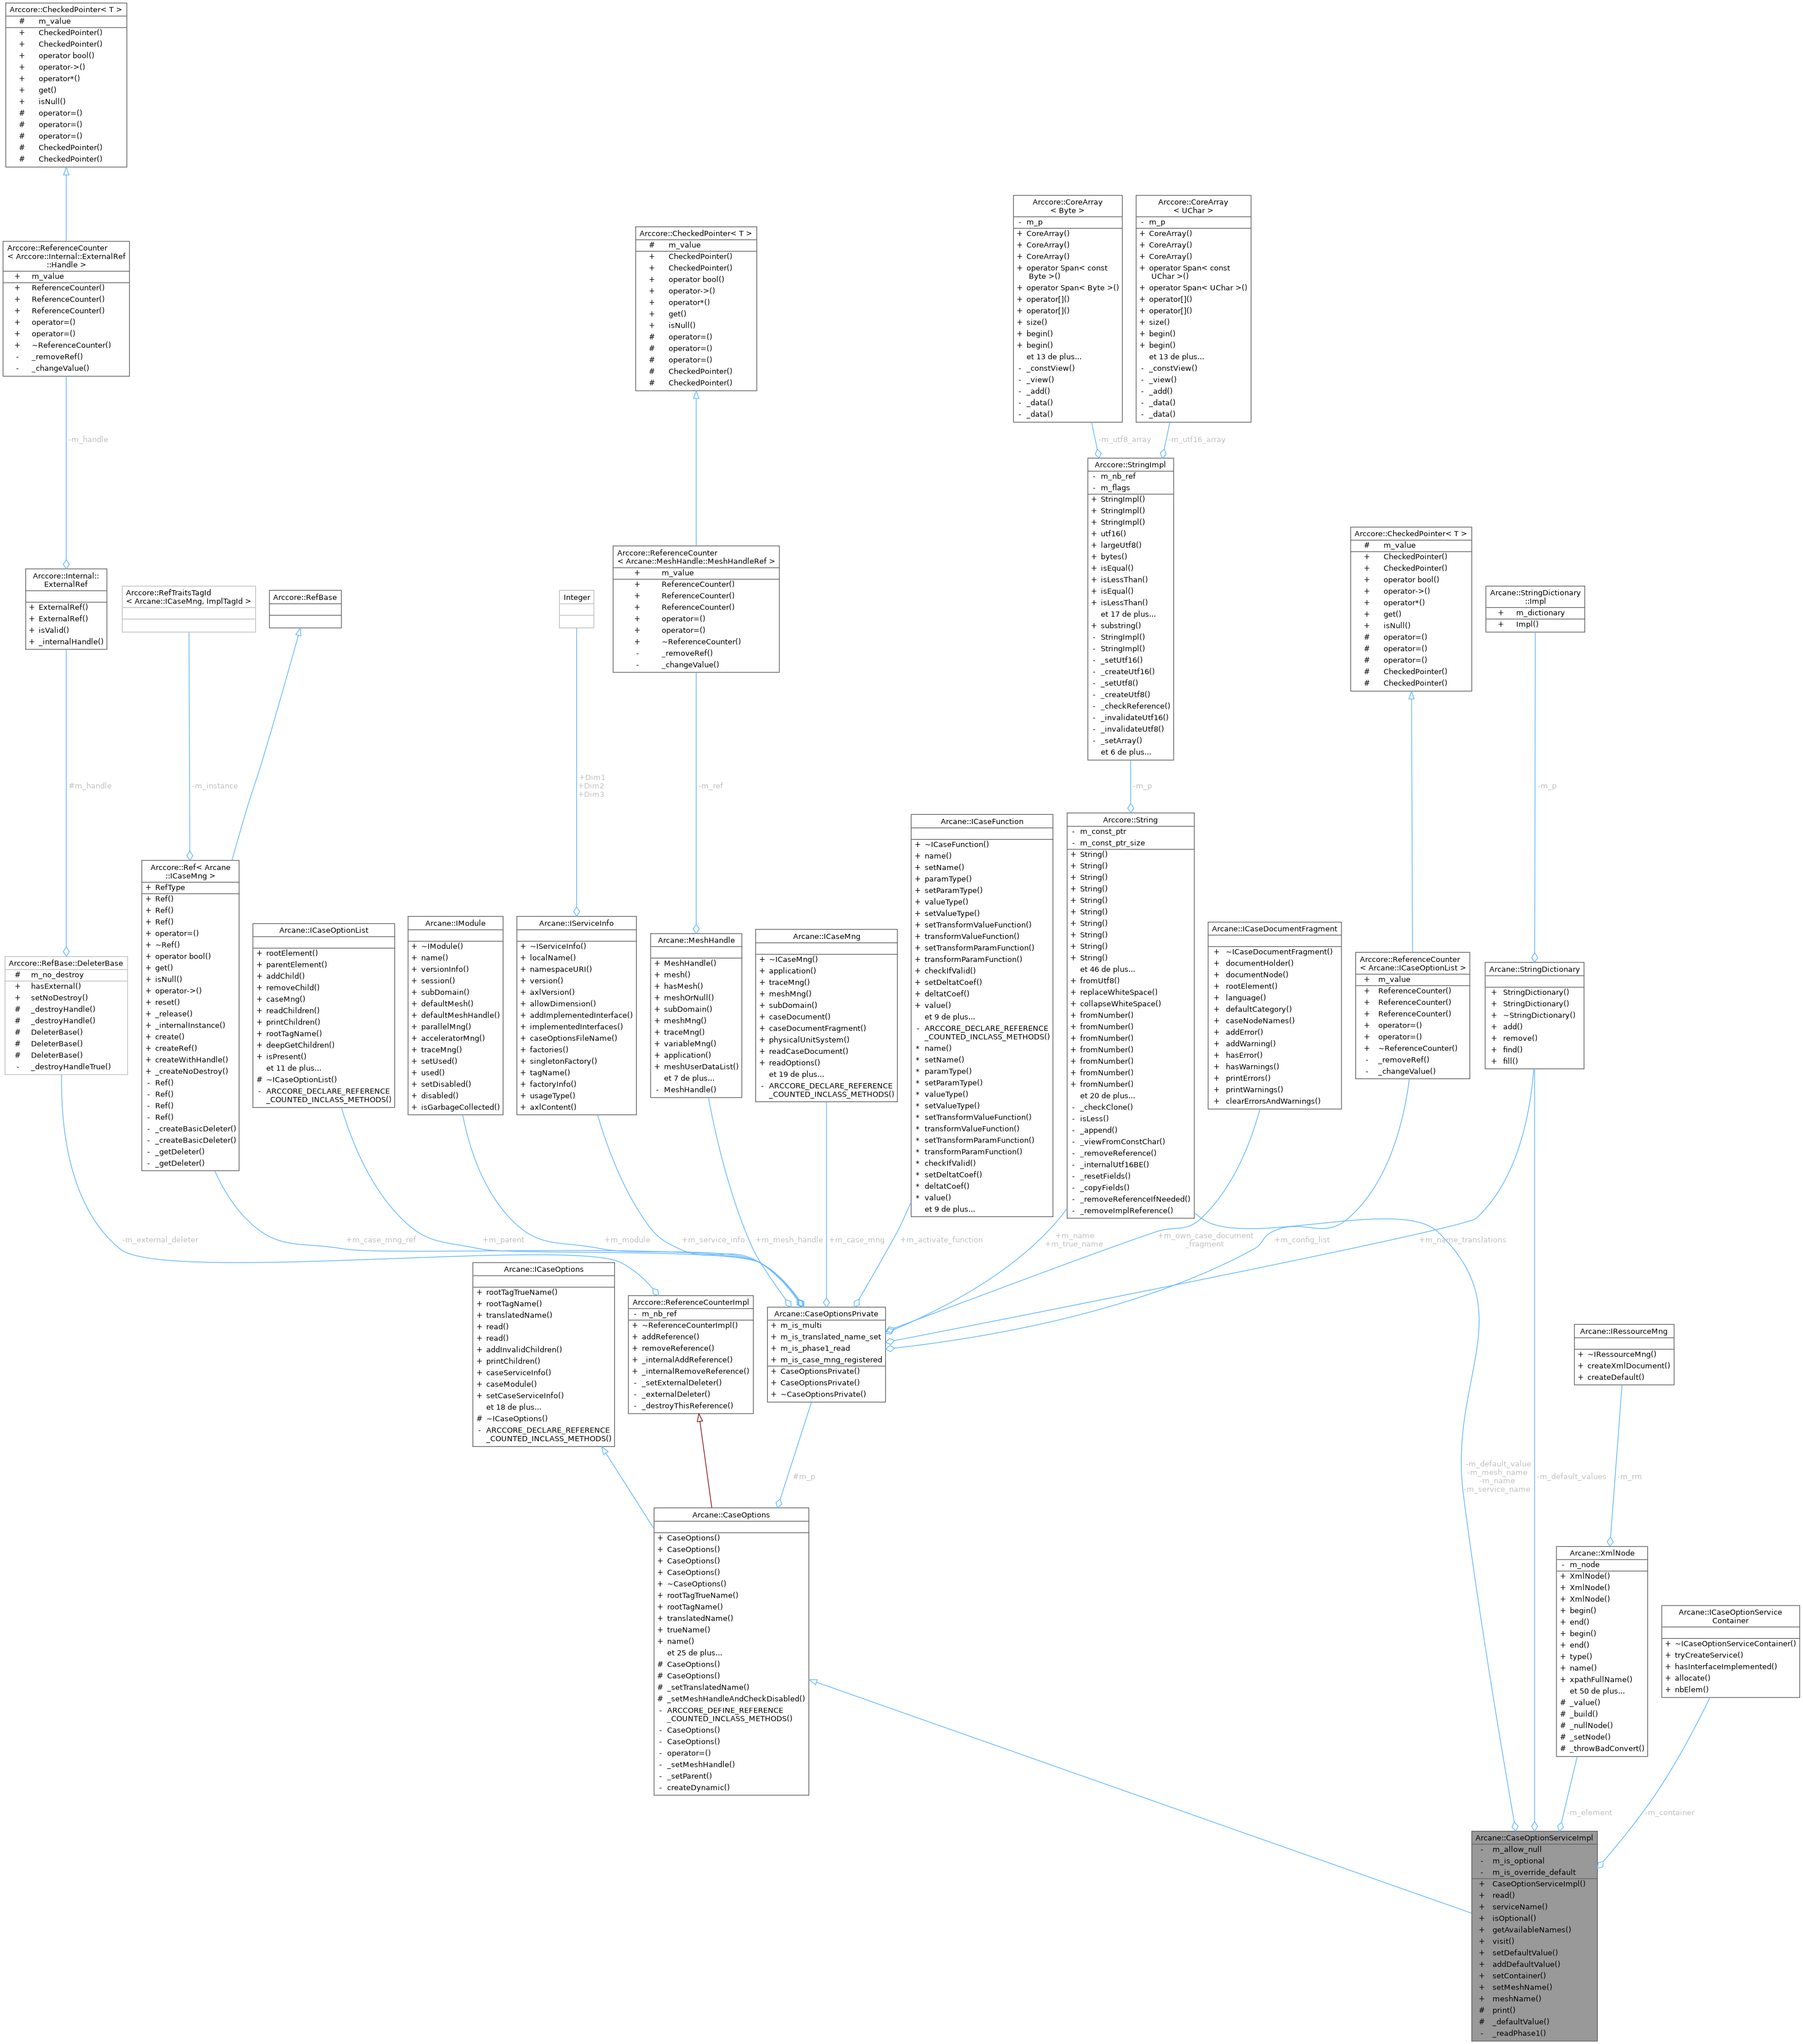 Arccore::CheckedPointer< T >
# m_value
+ CheckedPointer()
+ CheckedPointer()
+ operator bool()
+ operator->()
+ operator*()
+ get()
+ isNull()
# operator=()
# operator=()
# operator=()
# CheckedPointer()
# CheckedPointer()
Arccore::ReferenceCounter
< Arccore::Internal::ExternalRef
::Handle >
+ m_value
+ ReferenceCounter()
+ ReferenceCounter()
+ ReferenceCounter()
+ operator=()
+ operator=()
+ ~ReferenceCounter()
- _removeRef()
- _changeValue()
-m_handle
Arccore::Internal::
ExternalRef
+ ExternalRef()
+ ExternalRef()
+ isValid()
+ _internalHandle()
#m_handle
Arccore::RefBase::DeleterBase
# m_no_destroy
+ hasExternal()
+ setNoDestroy()
# _destroyHandle()
# _destroyHandle()
# DeleterBase()
# DeleterBase()
# DeleterBase()
- _destroyHandleTrue()
-m_external_deleter
Arccore::RefTraitsTagId
< Arcane::ICaseMng, ImplTagId >
-m_instance
Arccore::RefBase
Arccore::Ref< Arcane
::ICaseMng >
+ RefType
+ Ref()
+ Ref()
+ Ref()
+ operator=()
+ ~Ref()
+ operator bool()
+ get()
+ isNull()
+ operator->()
+ reset()
+ _release()
+ _internalInstance()
+ create()
+ createRef()
+ createWithHandle()
+ _createNoDestroy()
- Ref()
- Ref()
- Ref()
- Ref()
- _createBasicDeleter()
- _createBasicDeleter()
- _getDeleter()
- _getDeleter()
+m_case_mng_ref
Arcane::ICaseOptionList
+ rootElement()
+ parentElement()
+ addChild()
+ removeChild()
+ caseMng()
+ readChildren()
+ printChildren()
+ rootTagName()
+ deepGetChildren()
+ isPresent()
et 11 de plus...
# ~ICaseOptionList()
- ARCCORE_DECLARE_REFERENCE
_COUNTED_INCLASS_METHODS()
+m_parent
Arcane::IModule
+ ~IModule()
+ name()
+ versionInfo()
+ session()
+ subDomain()
+ defaultMesh()
+ defaultMeshHandle()
+ parallelMng()
+ acceleratorMng()
+ traceMng()
+ setUsed()
+ used()
+ setDisabled()
+ disabled()
+ isGarbageCollected()
+m_module
Integer
+Dim1
+Dim2
+Dim3
Arcane::IServiceInfo
+ ~IServiceInfo()
+ localName()
+ namespaceURI()
+ version()
+ axlVersion()
+ allowDimension()
+ addImplementedInterface()
+ implementedInterfaces()
+ caseOptionsFileName()
+ factories()
+ singletonFactory()
+ tagName()
+ factoryInfo()
+ usageType()
+ axlContent()
+m_service_info
Arccore::CheckedPointer< T >
# m_value
+ CheckedPointer()
+ CheckedPointer()
+ operator bool()
+ operator->()
+ operator*()
+ get()
+ isNull()
# operator=()
# operator=()
# operator=()
# CheckedPointer()
# CheckedPointer()
Arccore::ReferenceCounter
< Arcane::MeshHandle::MeshHandleRef >
+ m_value
+ ReferenceCounter()
+ ReferenceCounter()
+ ReferenceCounter()
+ operator=()
+ operator=()
+ ~ReferenceCounter()
- _removeRef()
- _changeValue()
-m_ref
Arcane::MeshHandle
+ MeshHandle()
+ mesh()
+ hasMesh()
+ meshOrNull()
+ subDomain()
+ meshMng()
+ traceMng()
+ variableMng()
+ application()
+ meshUserDataList()
et 7 de plus...
- MeshHandle()
+m_mesh_handle
Arcane::ICaseMng
+ ~ICaseMng()
+ application()
+ traceMng()
+ meshMng()
+ subDomain()
+ caseDocument()
+ caseDocumentFragment()
+ physicalUnitSystem()
+ readCaseDocument()
+ readOptions()
et 19 de plus...
- ARCCORE_DECLARE_REFERENCE
_COUNTED_INCLASS_METHODS()
+m_case_mng
Arcane::ICaseFunction
+ ~ICaseFunction()
+ name()
+ setName()
+ paramType()
+ setParamType()
+ valueType()
+ setValueType()
+ setTransformValueFunction()
+ transformValueFunction()
+ setTransformParamFunction()
+ transformParamFunction()
+ checkIfValid()
+ setDeltatCoef()
+ deltatCoef()
+ value()
et 9 de plus...
- ARCCORE_DECLARE_REFERENCE
_COUNTED_INCLASS_METHODS()
* name()
* setName()
* paramType()
* setParamType()
* valueType()
* setValueType()
* setTransformValueFunction()
* transformValueFunction()
* setTransformParamFunction()
* transformParamFunction()
* checkIfValid()
* setDeltatCoef()
* deltatCoef()
* value()
et 9 de plus...
+m_activate_function
Arccore::CoreArray
< Byte >
- m_p
+ CoreArray()
+ CoreArray()
+ CoreArray()
+ operator Span< const
Byte >()
+ operator Span< Byte >()
+ operator[]()
+ operator[]()
+ size()
+ begin()
+ begin()
et 13 de plus...
- _constView()
- _view()
- _add()
- _data()
- _data()
-m_utf8_array
Arccore::CoreArray
< UChar >
- m_p
+ CoreArray()
+ CoreArray()
+ CoreArray()
+ operator Span< const
UChar >()
+ operator Span< UChar >()
+ operator[]()
+ operator[]()
+ size()
+ begin()
+ begin()
et 13 de plus...
- _constView()
- _view()
- _add()
- _data()
- _data()
-m_utf16_array
Arccore::StringImpl
- m_nb_ref
- m_flags
+ StringImpl()
+ StringImpl()
+ StringImpl()
+ utf16()
+ largeUtf8()
+ bytes()
+ isEqual()
+ isLessThan()
+ isEqual()
+ isLessThan()
et 17 de plus...
+ substring()
- StringImpl()
- StringImpl()
- _setUtf16()
- _createUtf16()
- _setUtf8()
- _createUtf8()
- _checkReference()
- _invalidateUtf16()
- _invalidateUtf8()
- _setArray()
et 6 de plus...
-m_p
Arccore::String
- m_const_ptr
- m_const_ptr_size
+ String()
+ String()
+ String()
+ String()
+ String()
+ String()
+ String()
+ String()
+ String()
+ String()
et 46 de plus...
+ fromUtf8()
+ replaceWhiteSpace()
+ collapseWhiteSpace()
+ fromNumber()
+ fromNumber()
+ fromNumber()
+ fromNumber()
+ fromNumber()
+ fromNumber()
+ fromNumber()
et 20 de plus...
- _checkClone()
- isLess()
- _append()
- _viewFromConstChar()
- _removeReference()
- _internalUtf16BE()
- _resetFields()
- _copyFields()
- _removeReferenceIfNeeded()
- _removeImplReference()
+m_name
+m_true_name
Arcane::ICaseDocumentFragment
+ ~ICaseDocumentFragment()
+ documentHolder()
+ documentNode()
+ rootElement()
+ language()
+ defaultCategory()
+ caseNodeNames()
+ addError()
+ addWarning()
+ hasError()
+ hasWarnings()
+ printErrors()
+ printWarnings()
+ clearErrorsAndWarnings()
+m_own_case_document
_fragment
Arccore::CheckedPointer< T >
# m_value
+ CheckedPointer()
+ CheckedPointer()
+ operator bool()
+ operator->()
+ operator*()
+ get()
+ isNull()
# operator=()
# operator=()
# operator=()
# CheckedPointer()
# CheckedPointer()
Arccore::ReferenceCounter
< Arcane::ICaseOptionList >
+ m_value
+ ReferenceCounter()
+ ReferenceCounter()
+ ReferenceCounter()
+ operator=()
+ operator=()
+ ~ReferenceCounter()
- _removeRef()
- _changeValue()
+m_config_list
Arcane::StringDictionary
::Impl
+ m_dictionary
+ Impl()
-m_p
Arcane::StringDictionary
+ StringDictionary()
+ StringDictionary()
+ ~StringDictionary()
+ add()
+ remove()
+ find()
+ fill()
+m_name_translations
Arcane::ICaseOptions
+ rootTagTrueName()
+ rootTagName()
+ translatedName()
+ read()
+ read()
+ addInvalidChildren()
+ printChildren()
+ caseServiceInfo()
+ caseModule()
+ setCaseServiceInfo()
et 18 de plus...
# ~ICaseOptions()
- ARCCORE_DECLARE_REFERENCE
_COUNTED_INCLASS_METHODS()
Arccore::ReferenceCounterImpl
- m_nb_ref
+ ~ReferenceCounterImpl()
+ addReference()
+ removeReference()
+ _internalAddReference()
+ _internalRemoveReference()
- _setExternalDeleter()
- _externalDeleter()
- _destroyThisReference()
Arcane::CaseOptionsPrivate
+ m_is_multi
+ m_is_translated_name_set
+ m_is_phase1_read
+ m_is_case_mng_registered
+ CaseOptionsPrivate()
+ CaseOptionsPrivate()
+ ~CaseOptionsPrivate()
#m_p
Arcane::CaseOptions
+ CaseOptions()
+ CaseOptions()
+ CaseOptions()
+ CaseOptions()
+ ~CaseOptions()
+ rootTagTrueName()
+ rootTagName()
+ translatedName()
+ trueName()
+ name()
et 25 de plus...
# CaseOptions()
# CaseOptions()
# _setTranslatedName()
# _setMeshHandleAndCheckDisabled()
- ARCCORE_DEFINE_REFERENCE
_COUNTED_INCLASS_METHODS()
- CaseOptions()
- CaseOptions()
- operator=()
- _setMeshHandle()
- _setParent()
- createDynamic()
-m_default_value
-m_mesh_name
-m_name
-m_service_name
-m_default_values
Arcane::IRessourceMng
+ ~IRessourceMng()
+ createXmlDocument()
+ createDefault()
-m_rm
Arcane::XmlNode
- m_node
+ XmlNode()
+ XmlNode()
+ XmlNode()
+ begin()
+ end()
+ begin()
+ end()
+ type()
+ name()
+ xpathFullName()
et 50 de plus...
# _value()
# _build()
# _nullNode()
# _setNode()
# _throwBadConvert()
-m_element
Arcane::ICaseOptionService
Container
+ ~ICaseOptionServiceContainer()
+ tryCreateService()
+ hasInterfaceImplemented()
+ allocate()
+ nbElem()
-m_container
Arcane::CaseOptionServiceImpl
- m_allow_null
- m_is_optional
- m_is_override_default
+ CaseOptionServiceImpl()
+ read()
+ serviceName()
+ isOptional()
+ getAvailableNames()
+ visit()
+ setDefaultValue()
+ addDefaultValue()
+ setContainer()
+ setMeshName()
+ meshName()
# print()
# _defaultValue()
- _readPhase1()